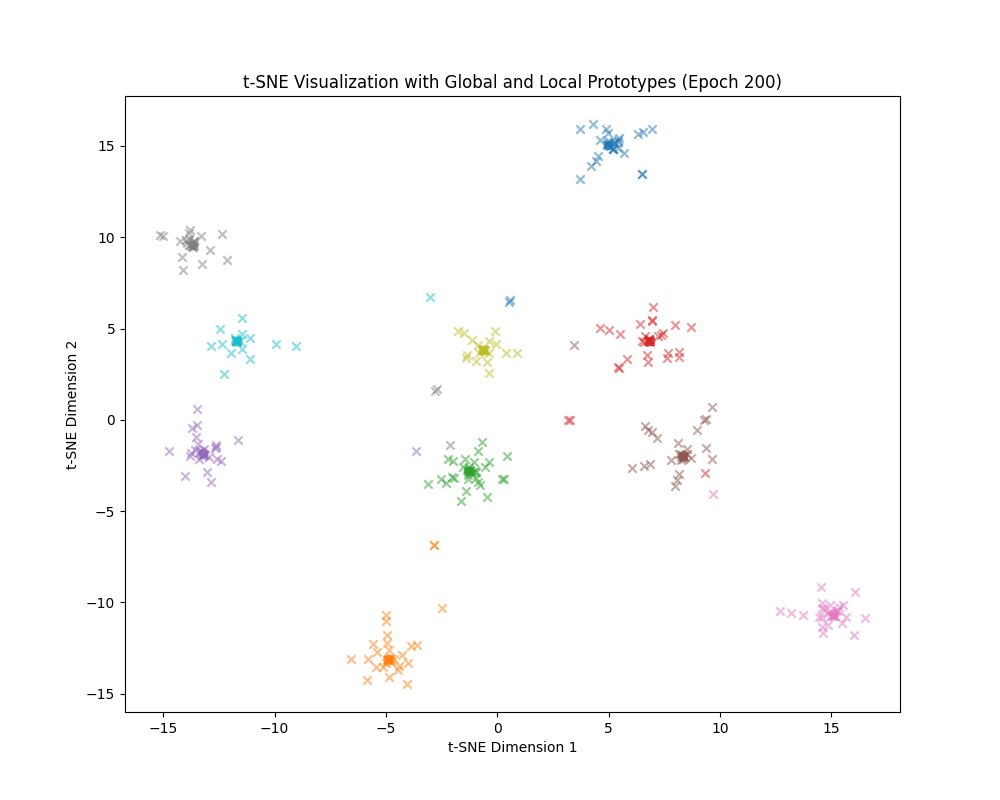 t-SNE Visualization with Global and Local Prototypes (Epoch 200)
15
10
5
0
−5
−10
−15
t-SNE Dimension 2
−15 −10 −5 0 5 10 15
t-SNE Dimension 1